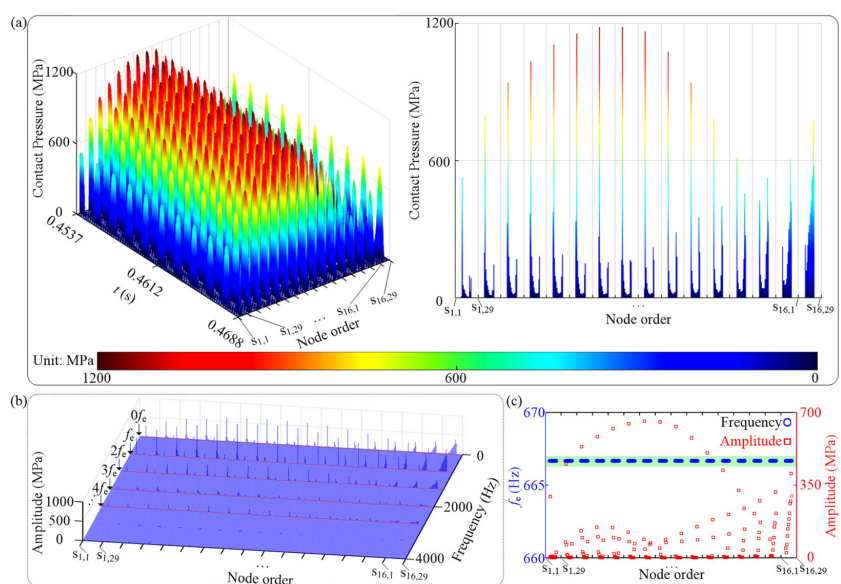 (a)
1200
600
0
Contact Pressure (MPa)
0.4537
0.4612
0.4688
t (s)
s1,1
s1,29
...
s16,1
s16,29
Node order
1200
600
0
Contact Pressure (MPa)
s1,1
s1,29
...
s16,1
s16,29
Node order
Unit: MPa
1200
600
0
(b)
0fe
fe
2fe
3fe
4fe
...
1000
500
0
Amplitude (MPa)
s1,1
s1,29
...
s16,1
s16,29
Node order
0
2000
4000
Frequency (Hz)
(c)
670
665
660
fe (Hz)
Frequency
Amplitude
700
450
0
Amplitude (MPa)
s1,1
s1,29
...
s16,1
s16,29
Node order